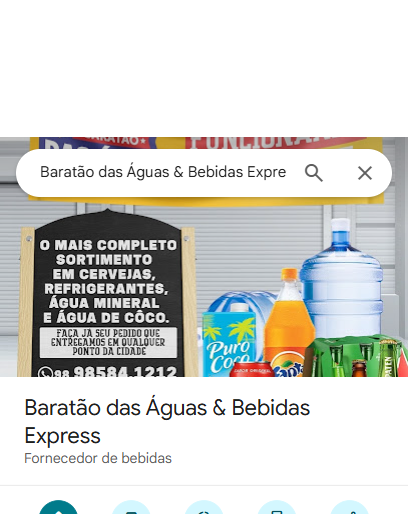 FUNCIONA
Baratão das Águas & Bebidas Expre
O MAIS COMPLETO
SORTIMENTO
EM CERVEJAS,
REFRIGERANTES,
ÁGUA MINERAL
E ÁGUA DE CÔCO.
FAÇA JÁ SEU PEDIDO QUE
ENTREGAMOS EM QUALQUER
PONTO DA CIDADE
98 98584.1212
Puro
Coco
Fanta
Baratão das Águas & Bebidas
Express
Fornecedor de bebidas